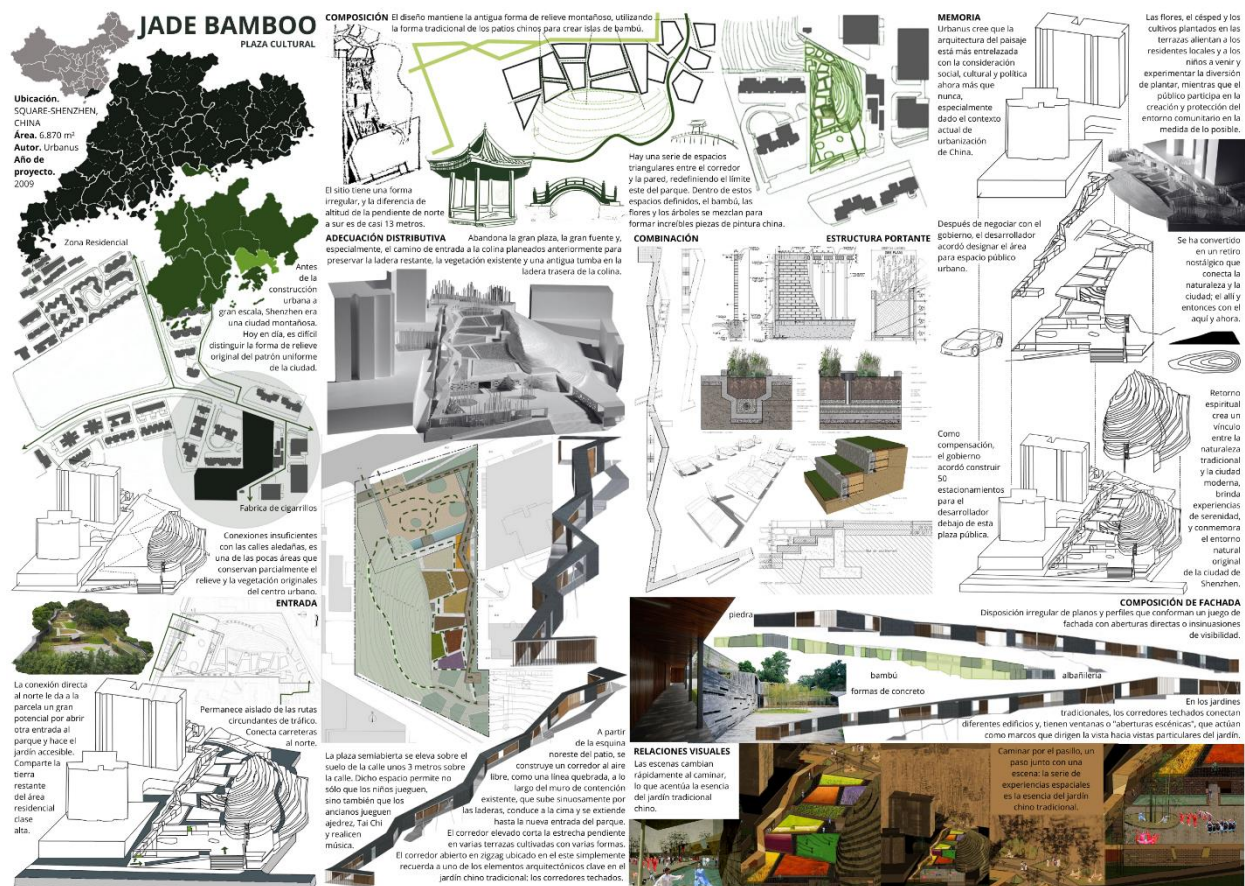 JADE BAMBOO
PLAZA CULTURAL
Ubicación.
SQUARE-SHENZHEN,
CHINA
Área. 6.870 m²
Autor. Urbanus
Año de
proyecto.
2009
Zona Residencial
Antes
de la
construcción
urbana a
gran escala, Shenzhen era
una ciudad montañosa.
Hoy en día, es difícil
distinguir la forma de relieve
original del patrón uniforme
de la ciudad.
Fabrica de cigarrillos
Conexiones insuficientes
con las calles aledañas, es
una de las pocas áreas que
conservan parcialmente el
relieve y la vegetación originales
del centro urbano.
ENTRADA
La conexión directa
al norte le da a la
parcela un gran
potencial por abrir
otra entrada al
parque y hace el
jardín accesible.
Comparte la
tierra
restante
del área
residencial
clase
alta.
Permanece aislado de las rutas
circundantes de tráfico.
Conecta carreteras
al norte.
COMPOSICIÓN El diseño mantiene la antigua forma de relieve montañoso, utilizando
la forma tradicional de los patios chinos para crear islas de
bambú.
El sitio tiene una forma
irregular, y la diferencia de
altitud de la pendiente de norte
a sur es de casi 13 metros.
Hay una serie de espacios
triangulares entre el corredor
y la pared, redefiniendo el límite
este del parque. Dentro de estos
espacios definidos, el bambú, las
flores y los árboles se mezclan para
formar increíbles piezas de pintura china.
ADECUACIÓN DISTRIBUTIVA Abandona la gran plaza, la gran fuente y,
especialmente, el camino de entrada a la colina planeados anteriormente para
preservar la ladera restante, la vegetación existente y una antigua tumba en la
ladera trasera de la colina.
La plaza semiabierta se eleva sobre el
suelo de la calle unos 3 metros sobre
la calle. Dicho espacio permite no
sólo que los niños jueguen,
sino también que los
ancianos jueguen
ajedrez, Tai Chi
y realicen
música.
A partir
de la esquina
noreste del patio, se
construye un corredor al aire
libre, como una línea quebrada, a lo
largo del muro de contención
existente, que sube sinuosamente por
las laderas, conduce a la cima y se extiende
hasta la nueva entrada del parque.
El corredor elevado corta la estrecha pendiente
en varias terrazas cultivadas con varias formas.
El corredor abierto en zigzag ubicado en el este simplemente
recuerda a uno de los elementos arquitectónicos clave en el
jardín chino tradicional: los corredores techados.
COMBINACIÓN
ESTRUCTURA PORTANTE
MEMORIA
Urbanus cree que la
arquitectura del paisaje
está más entrelazada
con la consideración
social, cultural y política
ahora más que
nunca,
especialmente
dado el contexto
actual de
urbanización
de China.
Las flores, el césped y los
cultivos plantados en las
terrazas alientan a los
residentes locales y a los
niños a venir y
experimentar la diversión
de plantar, mientras que el
público participa en la
creación y protección del
entorno comunitario en la
medida de lo posible.
Después de negociar con el
gobierno, el desarrollador
acordó designar el área
para espacio público
urbano.
Se ha convertido
en un retiro
nostálgico que
conecta la
naturaleza y la
ciudad; el allí y
entonces con el
aquí y ahora.
Como
compensación,
el gobierno
acordó construir
50
estacionamientos
para el
desarrollador
debajo de esta
plaza pública.
Retorno
espiritual
crea un
vínculo
entre la
naturaleza
tradicional
y la ciudad
moderna,
brinda
experiencias
de serenidad,
y conmemora
el entorno
natural
original
de la ciudad de
Shenzhen.
COMPOSICIÓN DE FACHADA
Disposición irregular de planos y perfiles que conforman un juego de
fachada con aberturas directas o insinuasiones
de visibilidad.
piedra
bambú
albañilería
formas de concreto
En los jardines
tradicionales, los corredores techados conectan
diferentes edificios y, tienen ventanas o "aberturas escénicas", que actúan
como marcos que dirigen la vista hacia vistas particulares del jardín.
RELACIONES VISUALES
Las escenas cambian
rápidamente al caminar,
lo que acentúa la esencia
del jardín tradicional
chino.
Caminar por el pasillo, un
paso junto con una
escena: la serie de
experiencias espaciales
es la esencia del jardín
chino tradicional.